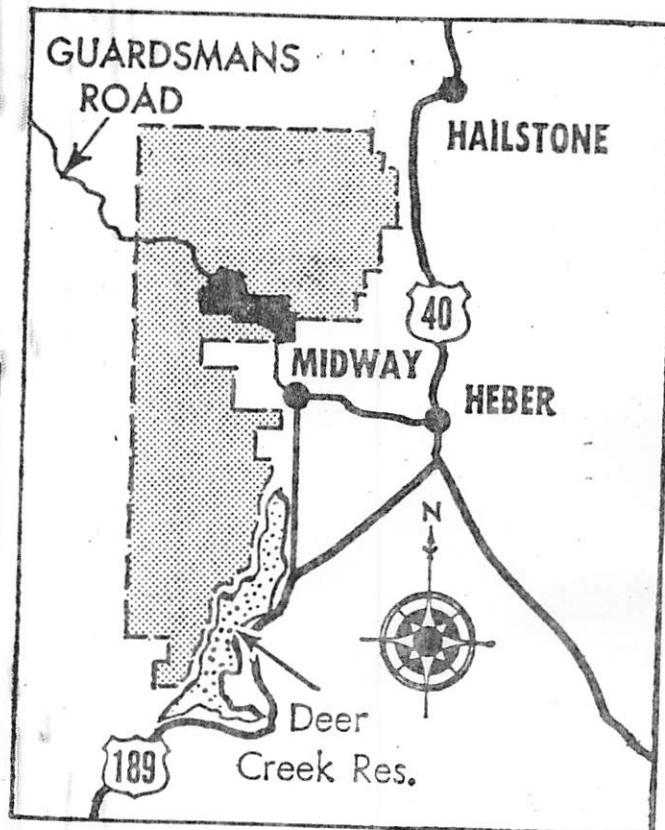 GUARDSMANS
ROAD
HAILSTONE
40
MIDWAY
HEBER
N
Deer
Creek Res.
189